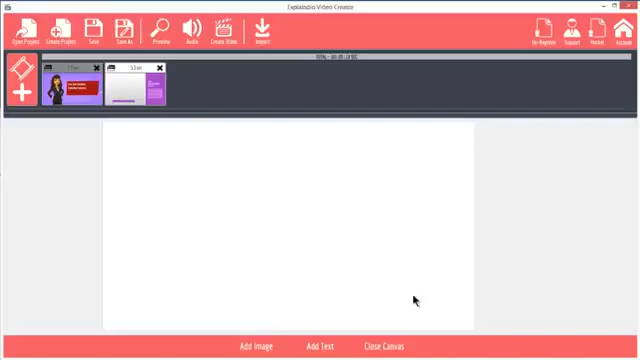 Explaindio Video Creator
Open Project
Create Project
Save
Save As
Preview
Audio
Create Video
Import
Un-Register
Support
Market
Account
Add Image
Add Text
Close Canvas